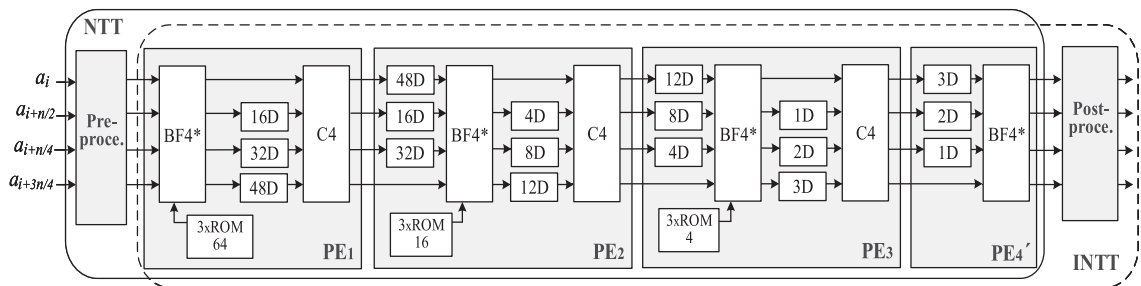 NTT
a_i
a_{i+n/2}
a_{i+n/4}
a_{i+3n/4}
Pre-
proce.
BF4*
16D
32D
48D
C4
3xROM
64
PE1
48D
16D
32D
BF4*
4D
8D
12D
C4
3xROM
16
PE2
12D
8D
4D
BF4*
1D
2D
3D
C4
3xROM
4
PE3
3D
2D
1D
BF4*
PE4´
Post-
proce.
INTT